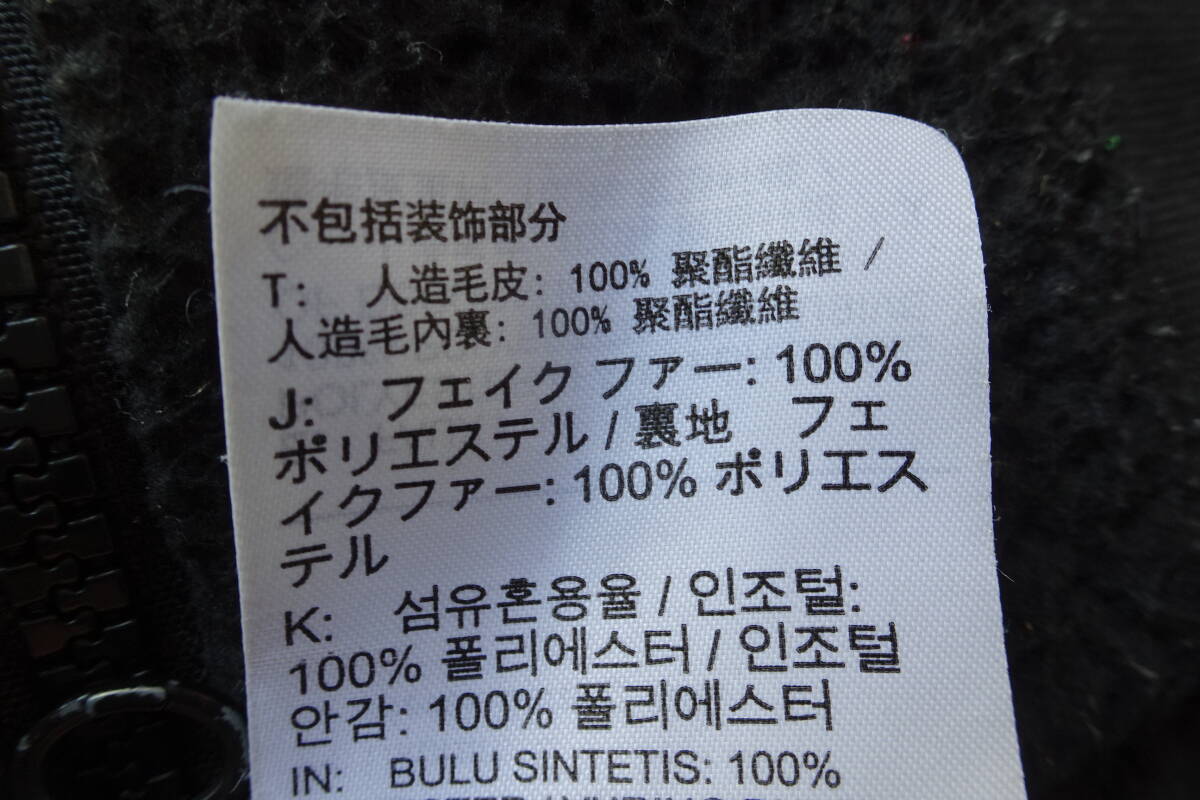 不包括装饰部分
T: 人造毛皮: 100% 聚酯纖維 /
人造毛內裏: 100% 聚酯纖維
J: フェイク ファー: 100%
ポリエステル / 裏地 フェ
イクファー: 100% ポリエス
テル
K: 섬유혼용율 / 인조털:
100% 폴리에스터 / 인조털
안감: 100% 폴리에스터
IN: BULU SINTETIS: 100%